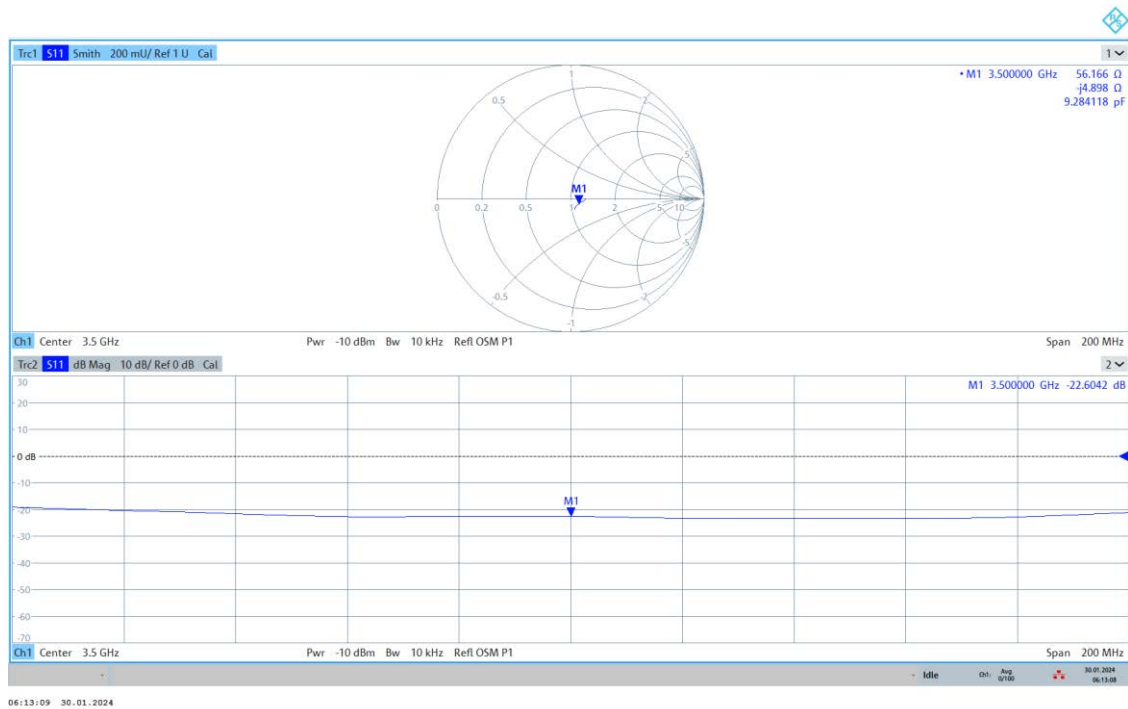 R&S
Trc1 S11 Smith 200 mU/ Ref 1 U Cal
1
• M1 3.500000 GHz 56.166 Ω
-j4.898 Ω
9.284118 pF
1
0.5
2
5
M1
0 0.2 0.5 1 2 5 10
-5
-0.5
-2
-1
Ch1 Center 3.5 GHz Pwr -10 dBm Bw 10 kHz Refl OSM P1 Span 200 MHz
Trc2 S11 dB Mag 10 dB/ Ref 0 dB Cal
2
30
M1 3.500000 GHz -22.6042 dB
20
10
0 dB
-10
M1
-20
-30
-40
-50
-60
-70
Ch1 Center 3.5 GHz Pwr -10 dBm Bw 10 kHz Refl OSM P1 Span 200 MHz
- - Idle Ch1: Avg 0/100 30.01.2024
06:13:08
06:13:09 30.01.2024